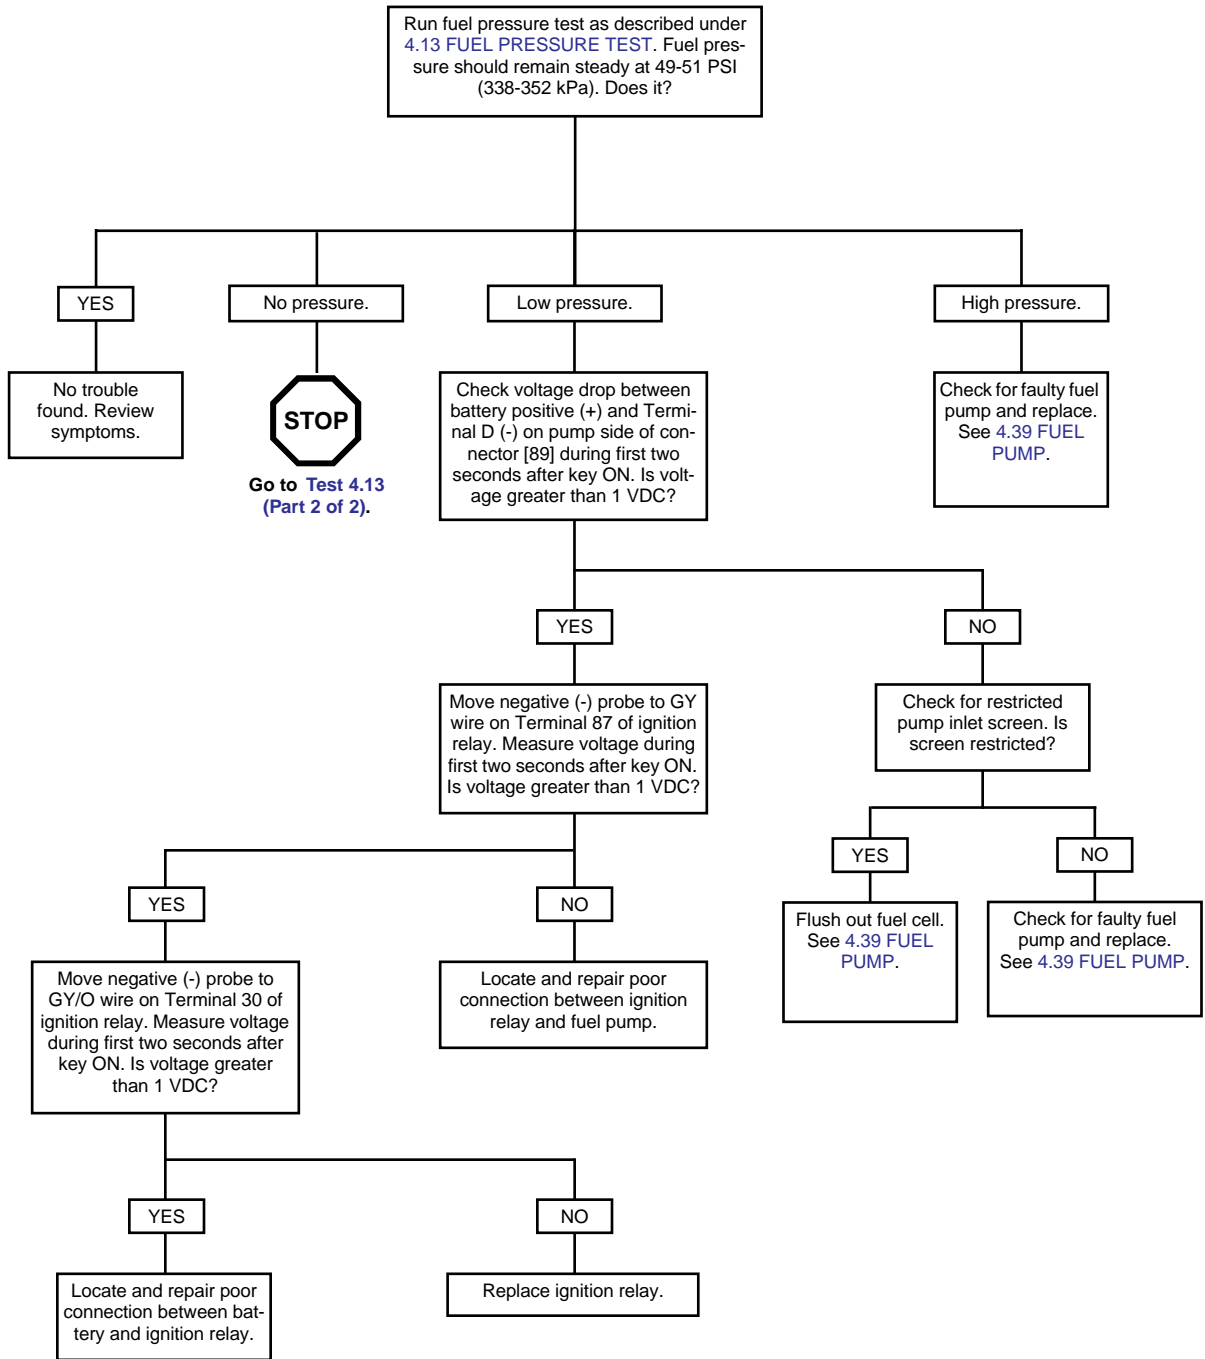 Run fuel pressure test as described under
4.13 FUEL PRESSURE TEST. Fuel pres-
sure should remain steady at 49-51 PSI
(338-352 kPa). Does it?
YES
No pressure.
Low pressure.
High pressure.
No trouble
found. Review
symptoms.
STOP
Go to Test 4.13
(Part 2 of 2).
Check voltage drop between
battery positive (+) and Termi-
nal D (-) on pump side of con-
nector [89] during first two
seconds after key ON. Is volt-
age greater than 1 VDC?
Check for faulty fuel
pump and replace.
See 4.39 FUEL
PUMP.
YES
NO
Move negative (-) probe to GY
wire on Terminal 87 of ignition
relay. Measure voltage during
first two seconds after key ON.
Is voltage greater than 1 VDC?
Check for restricted
pump inlet screen. Is
screen restricted?
YES
NO
YES
NO
Flush out fuel cell.
See 4.39 FUEL
PUMP.
Check for faulty fuel
pump and replace.
See 4.39 FUEL PUMP.
Move negative (-) probe to
GY/O wire on Terminal 30 of
ignition relay. Measure voltage
during first two seconds after
key ON. Is voltage greater
than 1 VDC?
Locate and repair poor
connection between ignition
relay and fuel pump.
YES
NO
Locate and repair poor
connection between bat-
tery and ignition relay.
Replace ignition relay.